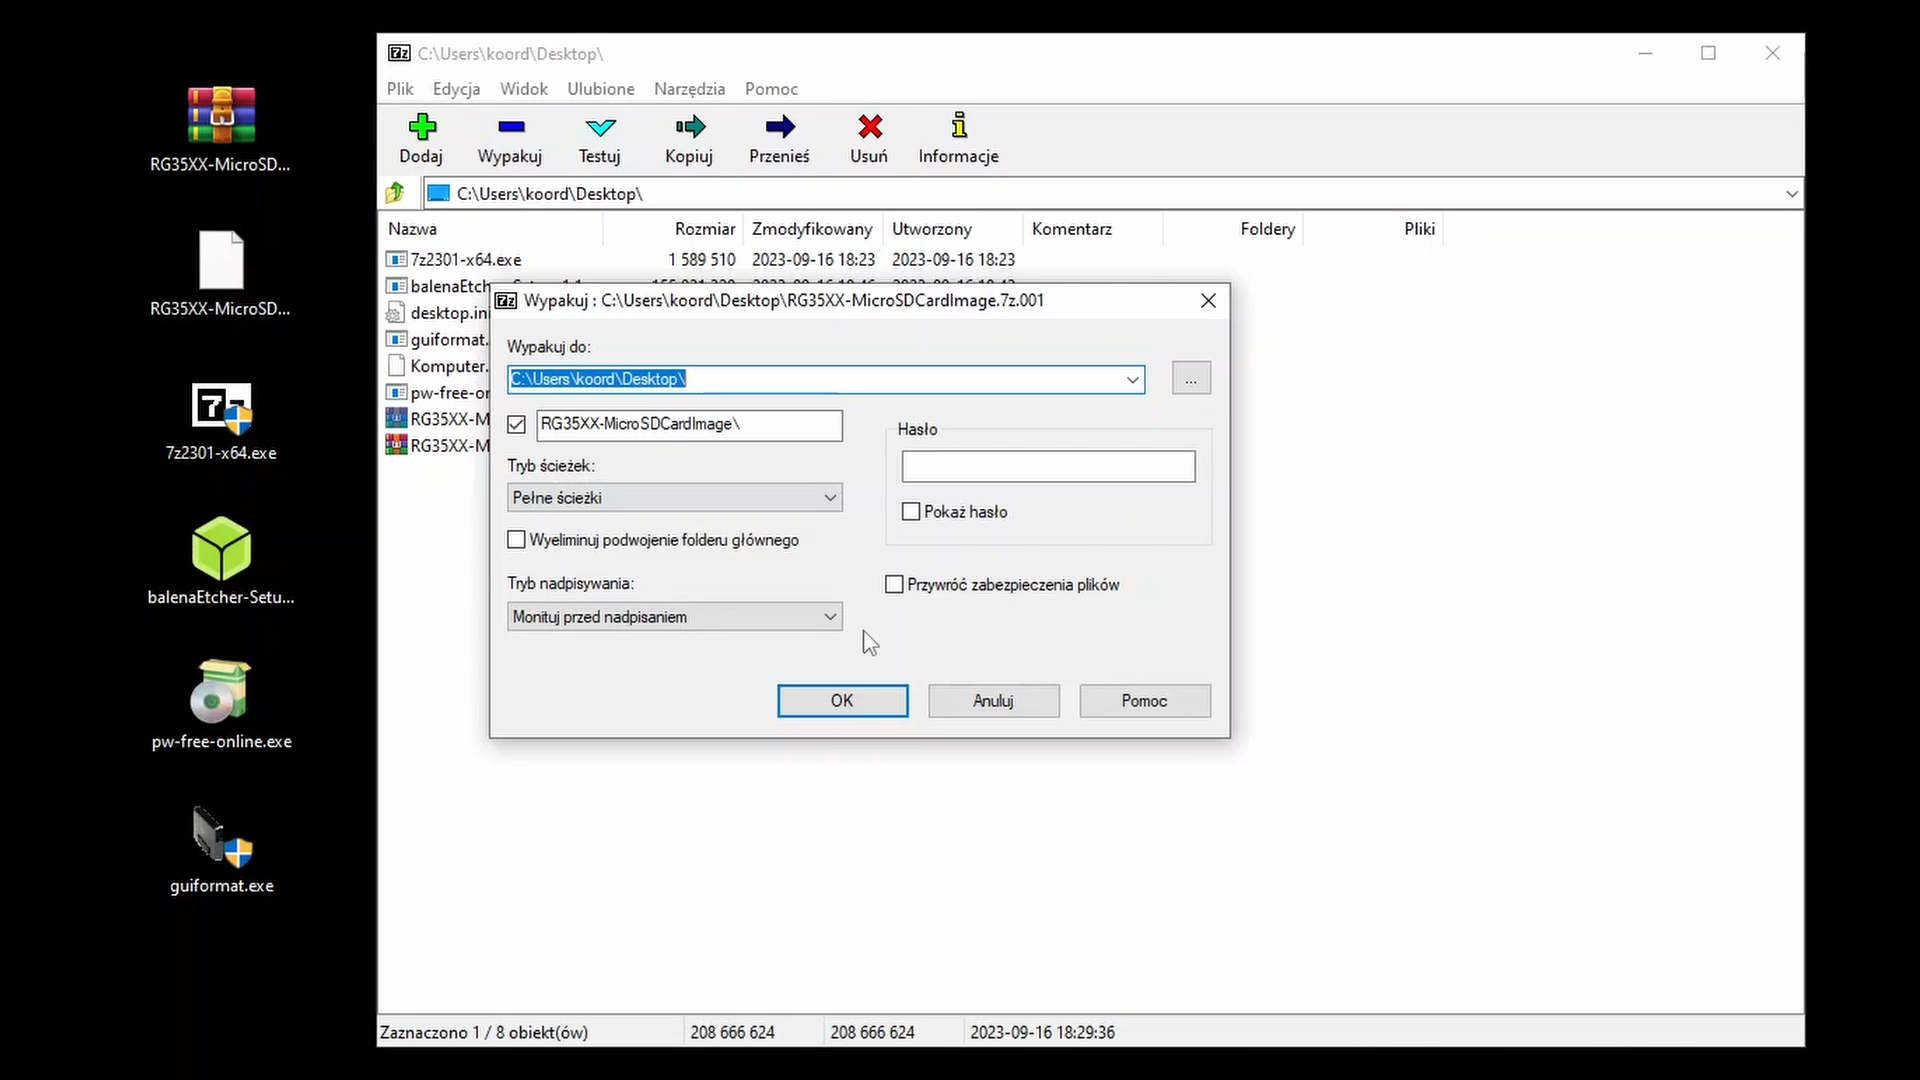 RG35XX-MicroSD...
RG35XX-MicroSD...
7z2301-x64.exe
balenaEtcher-Setu...
pw-free-online.exe
guiformat.exe
7z C:\Users\koord\Desktop\
Plik Edycja Widok Ulubione Narzędzia Pomoc
Dodaj Wypakuj Testuj Kopiuj Przenieś Usuń Informacje
C:\Users\koord\Desktop\
Nazwa Rozmiar Zmodyfikowany Utworzony Komentarz Foldery Pliki
7z2301-x64.exe 1 589 510 2023-09-16 18:23 2023-09-16 18:23
balenaEtch
desktop.ini
guiformat.
Komputer.
pw-free-on
RG35XX-M
RG35XX-M
7z Wypakuj : C:\Users\koord\Desktop\RG35XX-MicroSDCardImage.7z.001
Wypakuj do:
C:\Users\koord\Desktop\
...
RG35XX-MicroSDCardImage\
Hasło
Tryb ścieżek:
Pełne ścieżki
Pokaż hasło
Wyeliminuj podwojenie folderu głównego
Tryb nadpisywania:
Przywróć zabezpieczenia plików
Monituj przed nadpisaniem
OK Anuluj Pomoc
Zaznaczono 1 / 8 obiekt(ów) 208 666 624 208 666 624 2023-09-16 18:29:36